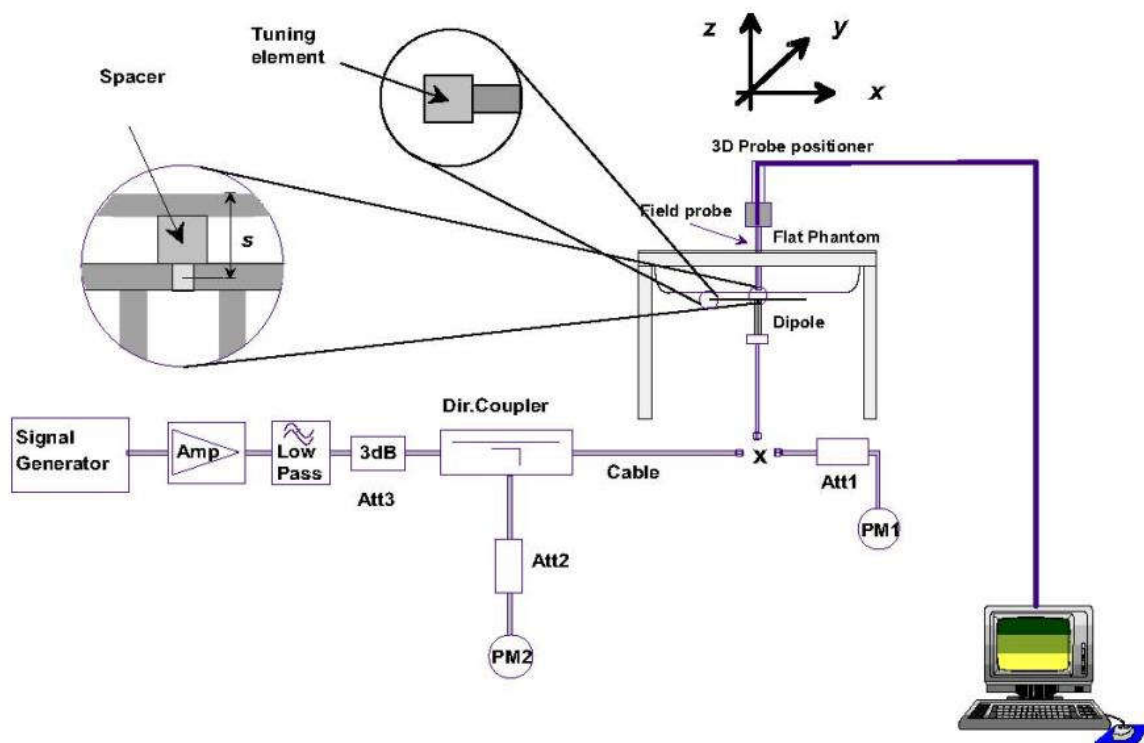 Tuning
element
Spacer
z
y
x
3D Probe positioner
Field probe
Flat Phantom
s
Dipole
Dir.Coupler
Signal
Generator
Amp
Low
Pass
3dB
Att3
Cable
x
Att1
PM1
Att2
PM2